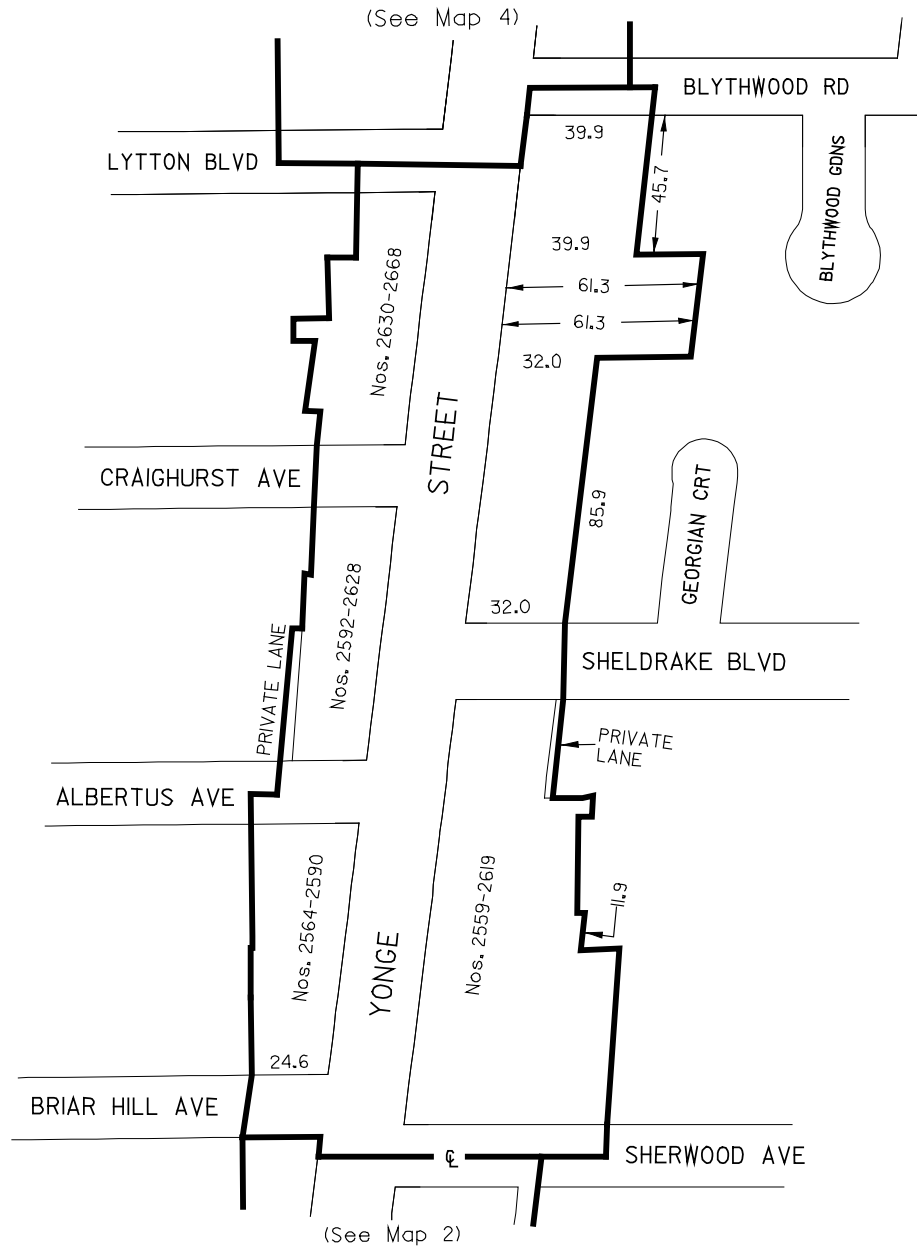 (See Map 4)
BLYTHWOOD RD
39.9
LYTTON BLVD
45.7
BLYTHWOOD GDNS
39.9
61.3
Nos. 2630-2668
61.3
32.0
STREET
CRAIGHURST AVE
GEORGIAN CRT
85.9
Nos. 2592-2628
32.0
PRIVATE LANE
SHELDRAKE BLVD
PRIVATE
LANE
ALBERTUS AVE
Nos. 2564-2590
Nos. 2559-2619
11.9
YONGE
24.6
BRIAR HILL AVE
℄
SHERWOOD AVE
(See Map 2)